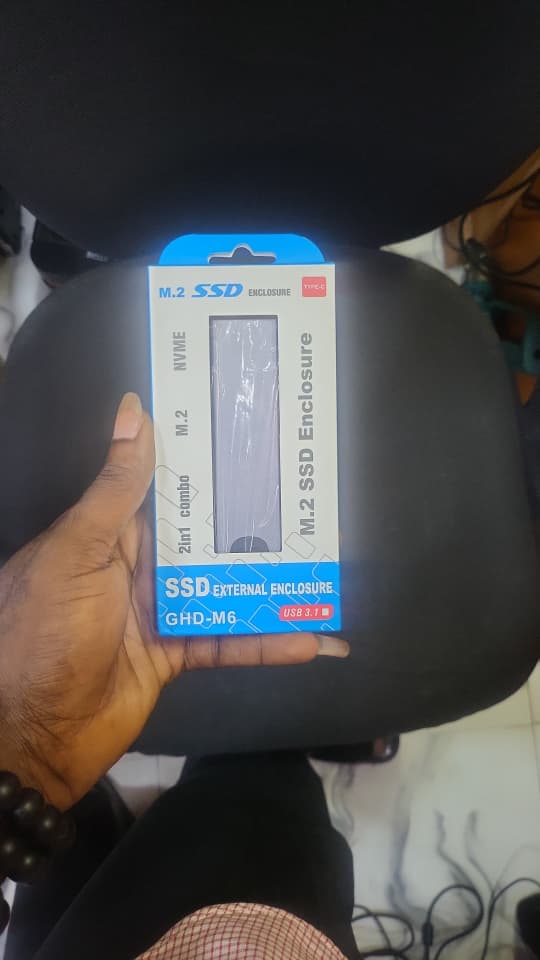 M.2 SSD ENCLOSURE TYPE-C
2in1 combo M.2 NVME
M.2 SSD Enclosure
SSD EXTERNAL ENCLOSURE
GHD-M6 USB 3.1